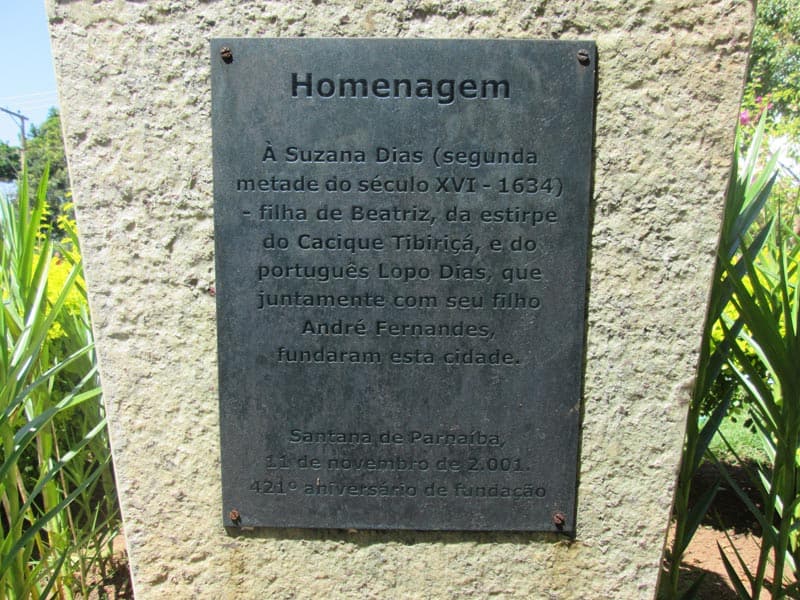 Homenagem
À Suzana Dias (segunda
metade do século XVI - 1634)
- filha de Beatriz, da estirpe
do Cacique Tibiriçá, e do
português Lopo Dias, que
juntamente com seu filho
André Fernandes,
fundaram esta cidade.
Santana de Parnaíba,
11 de novembro de 2.001.
421º aniversário de fundação